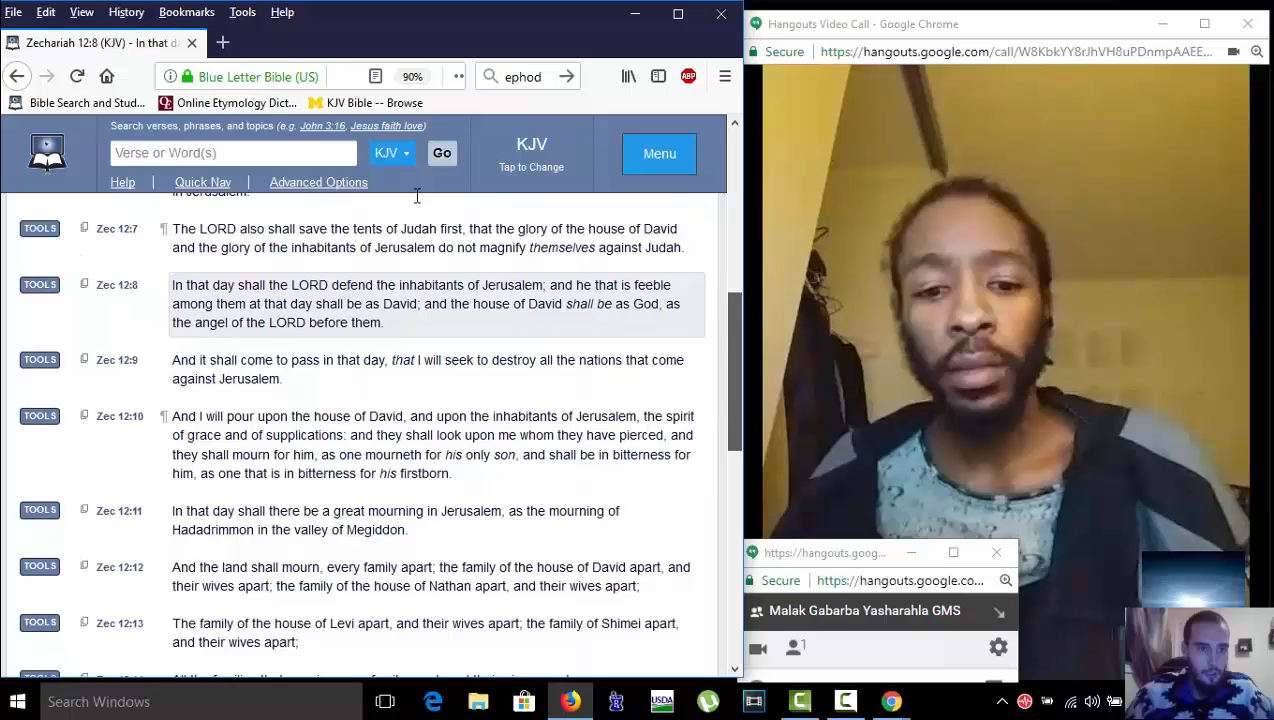 File Edit View History Bookmarks Tools Help
Zechariah 12:8 (KJV) - In that da
Blue Letter Bible (US)
90%
ephod
Bible Search and Stud...
Online Etymology Dict...
KJV Bible -- Browse
Search verses, phrases, and topics (e.g. John 3:16, Jesus faith love)
Verse or Word(s)
KJV
Go
KJV
Tap to Change
Menu
Help | Quick Nav | Advanced Options
in Jerusalem.
TOOLS Zec 12:7 ¶ The LORD also shall save the tents of Judah first, that the glory of the house of David
and the glory of the inhabitants of Jerusalem do not magnify themselves against Judah.
TOOLS Zec 12:8 In that day shall the LORD defend the inhabitants of Jerusalem; and he that is feeble
among them at that day shall be as David; and the house of David shall be as God, as
the angel of the LORD before them.
TOOLS Zec 12:9 And it shall come to pass in that day, that I will seek to destroy all the nations that come
against Jerusalem.
TOOLS Zec 12:10 ¶ And I will pour upon the house of David, and upon the inhabitants of Jerusalem, the spirit
of grace and of supplications: and they shall look upon me whom they have pierced, and
they shall mourn for him, as one mourneth for his only son, and shall be in bitterness for
him, as one that is in bitterness for his firstborn.
TOOLS Zec 12:11 In that day shall there be a great mourning in Jerusalem, as the mourning of
Hadadrimmon in the valley of Megiddon.
TOOLS Zec 12:12 And the land shall mourn, every family apart; the family of the house of David apart, and
their wives apart; the family of the house of Nathan apart, and their wives apart;
TOOLS Zec 12:13 The family of the house of Levi apart, and their wives apart; the family of Shimei apart,
and their wives apart;
Hangouts Video Call - Google Chrome
Secure https://hangouts.google.com/call/W8KbkYY8rJhVH8uPDnmpAAEE...
https://hangouts.goog...
Secure https://hangouts.google.co...
Malak Gabarba Yasharahla GMS
1
Search Windows
USDA